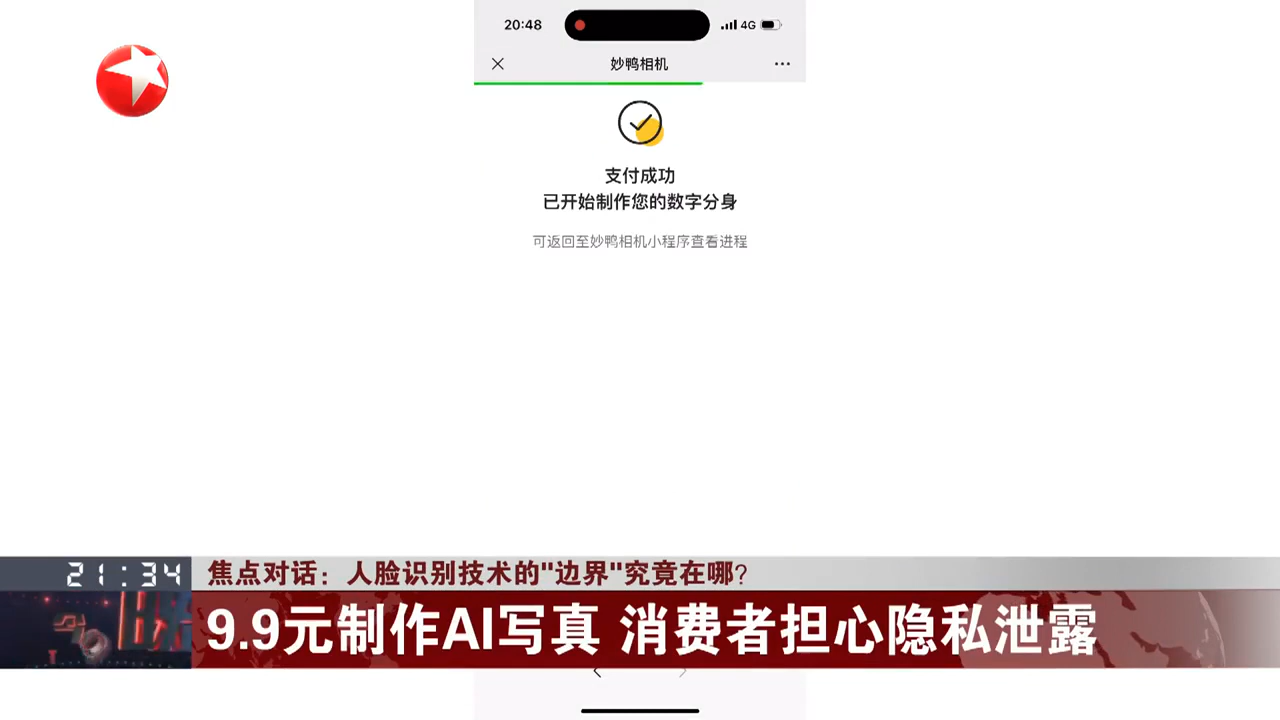 20:48
4G
妙鸭相机
支付成功
已开始制作您的数字分身
可返回至妙鸭相机小程序查看进程
21:34
焦点对话：人脸识别技术的"边界"究竟在哪？
9.9元制作AI写真 消费者担心隐私泄露